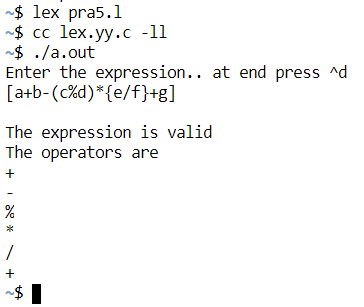 ~$ lex pra5.l
~$ cc lex.yy.c -ll
~$ ./a.out
Enter the expression.. at end press ^d
[a+b-(c%d)*{e/f}+g]
The expression is valid
The operators are
+
-
%
*
/
+
~$